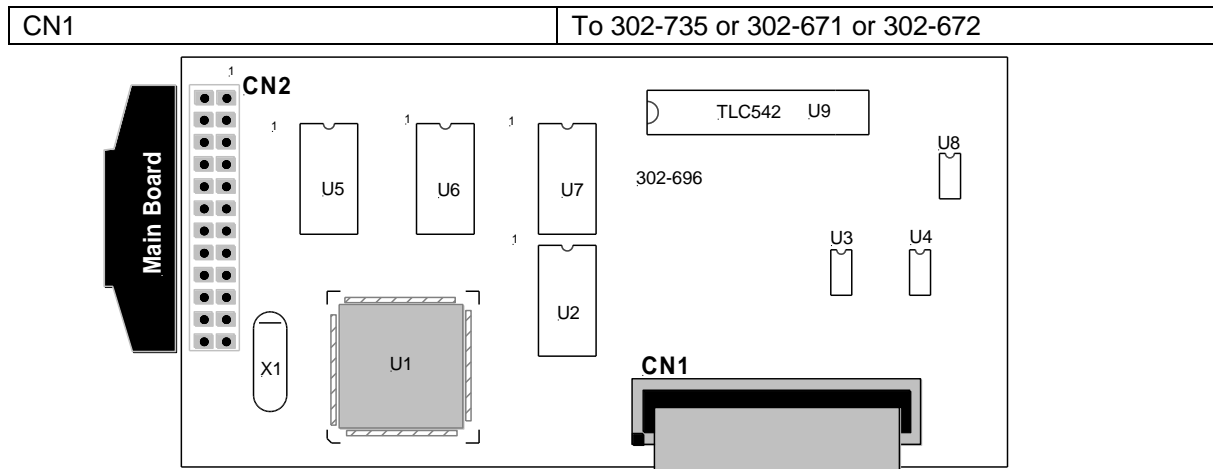 CN1 To 302-735 or 302-671 or 302-672
1
CN2
1
1
1
TLC542 U9
U8
Main Board
U5
U6
U7
302-696
1
U3
U4
U2
X1
U1
CN1